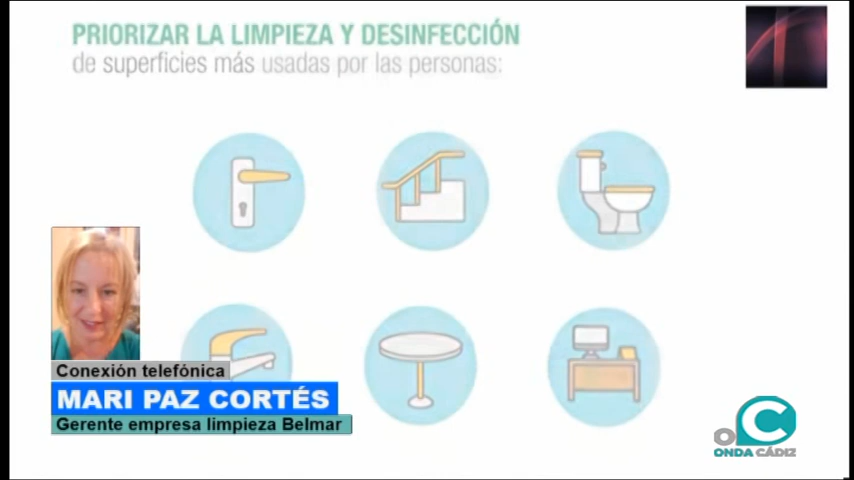 PRIORIZAR LA LIMPIEZA Y DESINFECCIÓN
de superficies más usadas por las personas:
Conexión telefónica
MARI PAZ CORTÉS
Gerente empresa limpieza Belmar
OC
ONDA CÁDIZ